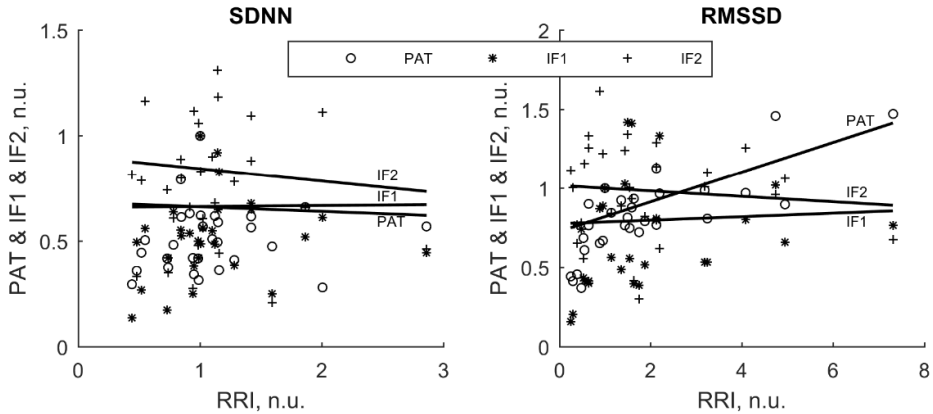 SDNN
RMSSD
PAT IF1 IF2
PAT & IF1 & IF2, n.u.
1.5
1
0.5
0
0 1 2 3
RRI, n.u.
IF2
IF1
PAT
PAT & IF1 & IF2, n.u.
2
1.5
1
0.5
0
0 2 4 6 8
RRI, n.u.
PAT
IF2
IF1